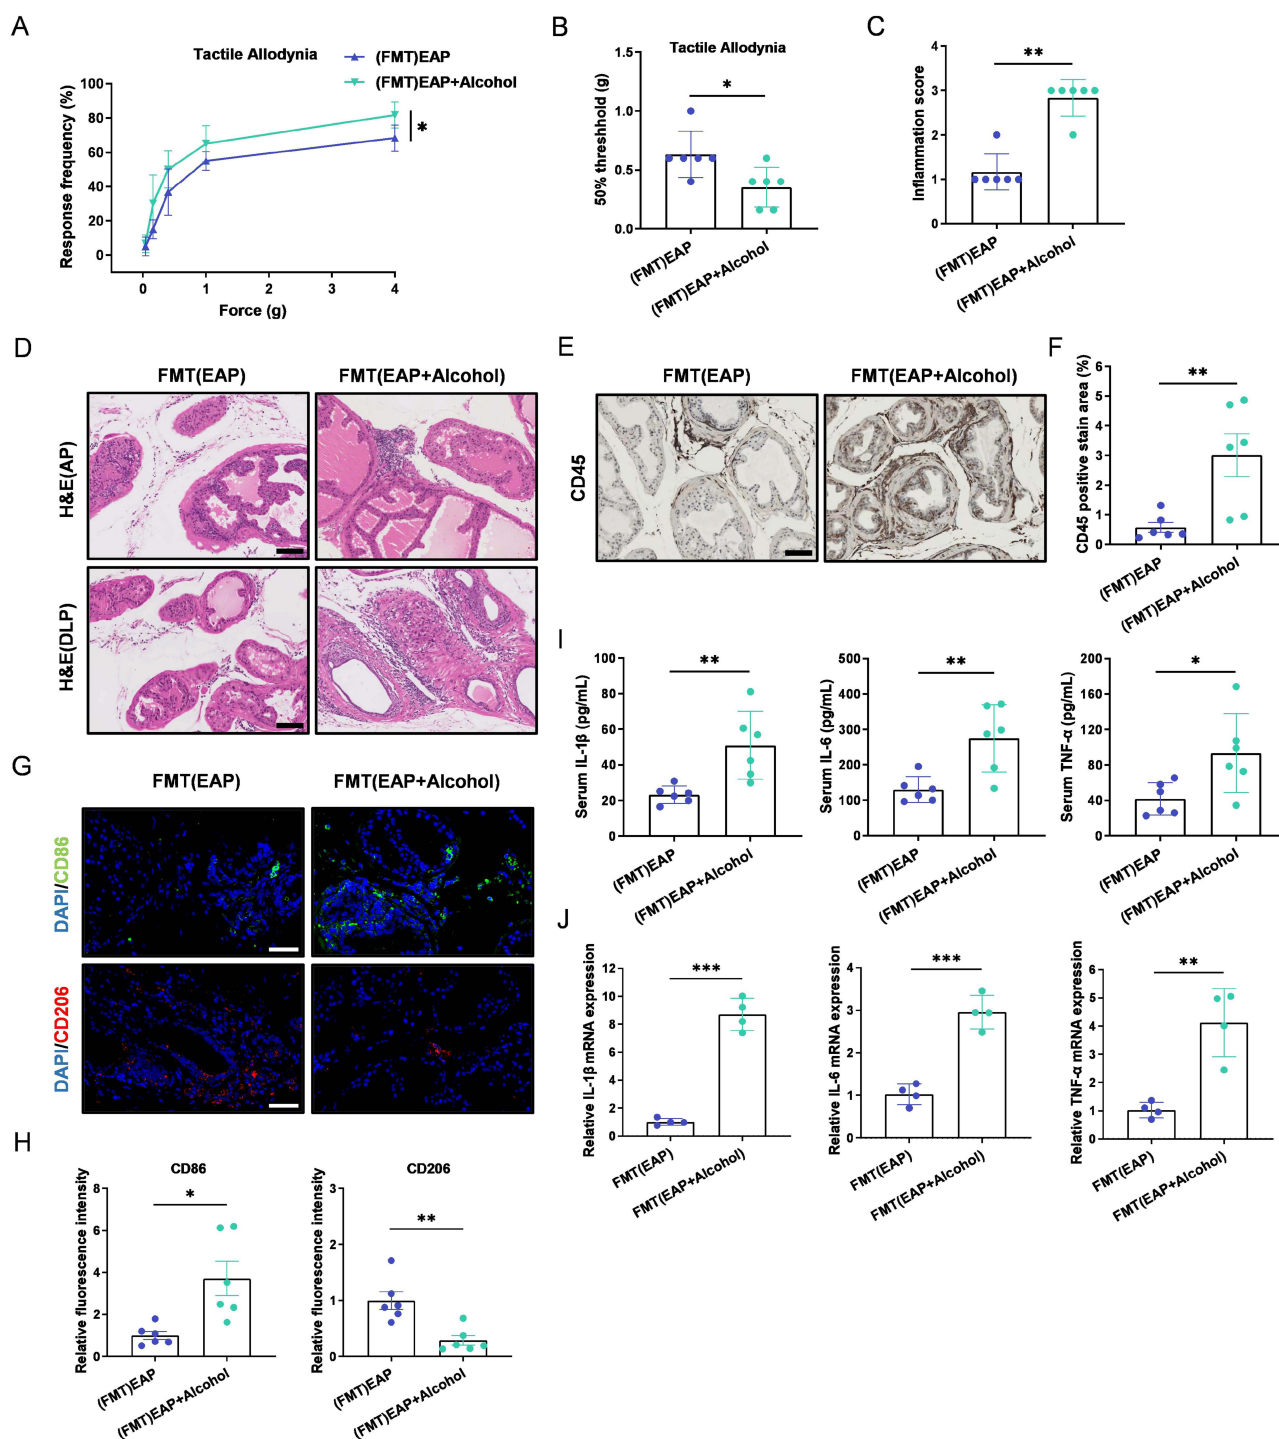 A
Tactile Allodynia
(FMT)EAP
(FMT)EAP+Alcohol
Response frequency (%)
100
80
60
40
20
0
*
0 1 2 3 4
Force (g)
B
Tactile Allodynia
50% threshhold (g)
1.5
1.0
0.5
0.0
*
(FMT)EAP
(FMT)EAP+Alcohol
C
Inflammation score
4
3
2
1
0
**
(FMT)EAP
(FMT)EAP+Alcohol
D
FMT(EAP) FMT(EAP+Alcohol)
H&E(AP)
H&E(DLP)
E
FMT(EAP) FMT(EAP+Alcohol)
CD45
F
CD45 positive stain area (%)
6
5
4
3
2
1
0
**
(FMT)EAP
(FMT)EAP+Alcohol
G
FMT(EAP) FMT(EAP+Alcohol)
DAPI/CD86
DAPI/CD206
H
CD86
Relative fluorescence intensity
8
6
4
2
0
*
(FMT)EAP
(FMT)EAP+Alcohol
CD206
Relative fluorescence intensity
3
2
1
0
**
(FMT)EAP
(FMT)EAP+Alcohol
I
Serum IL-1β (pg/mL)
100
80
60
40
20
0
**
(FMT)EAP
(FMT)EAP+Alcohol
Serum IL-6 (pg/mL)
500
400
300
200
100
0
**
(FMT)EAP
(FMT)EAP+Alcohol
Serum TNF-α (pg/mL)
200
160
120
80
40
0
*
(FMT)EAP
(FMT)EAP+Alcohol
J
Relative IL-1β mRNA expression
12
10
8
6
4
2
0
***
FMT(EAP)
FMT(EAP+Alcohol)
Relative IL-6 mRNA expression
4
3
2
1
0
***
FMT(EAP)
FMT(EAP+Alcohol)
Relative TNF-α mRNA expression
6
5
4
3
2
1
0
**
FMT(EAP)
FMT(EAP+Alcohol)